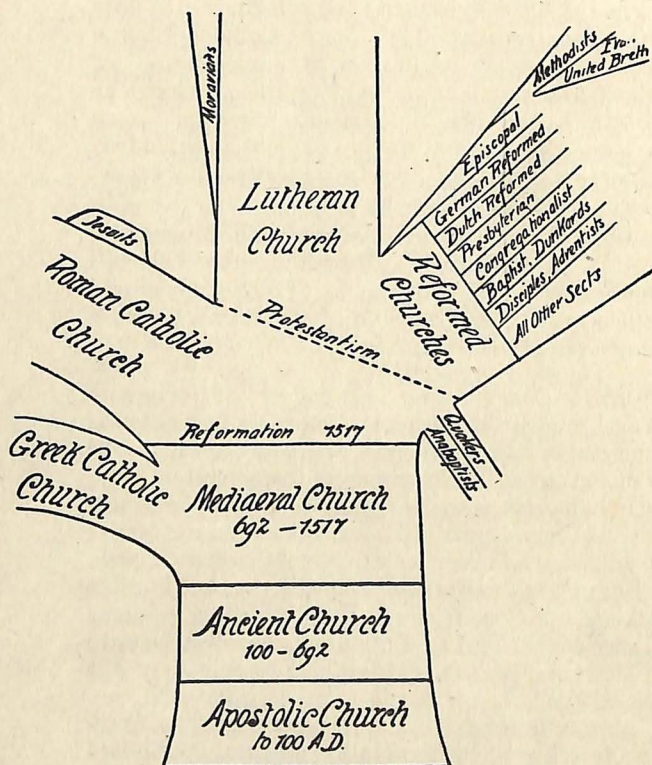 Moravians
Methodists
Eva..
United Breth
Lutheran
Church
Episcopal
German Reformed
Dutch Reformed
Presbyterian
Congregationalist
Baptist, Dunkards
Disciples, Adventists
All Other Sects
Reformed
Churches
Jesuits
Roman Catholic
Church
Protestantism
Reformation 1517
Quakers
Anabaptists
Greek Catholic
Church
Mediaeval Church
692 – 1517
Ancient Church
100 – 692
Apostolic Church
to 100 A.D.